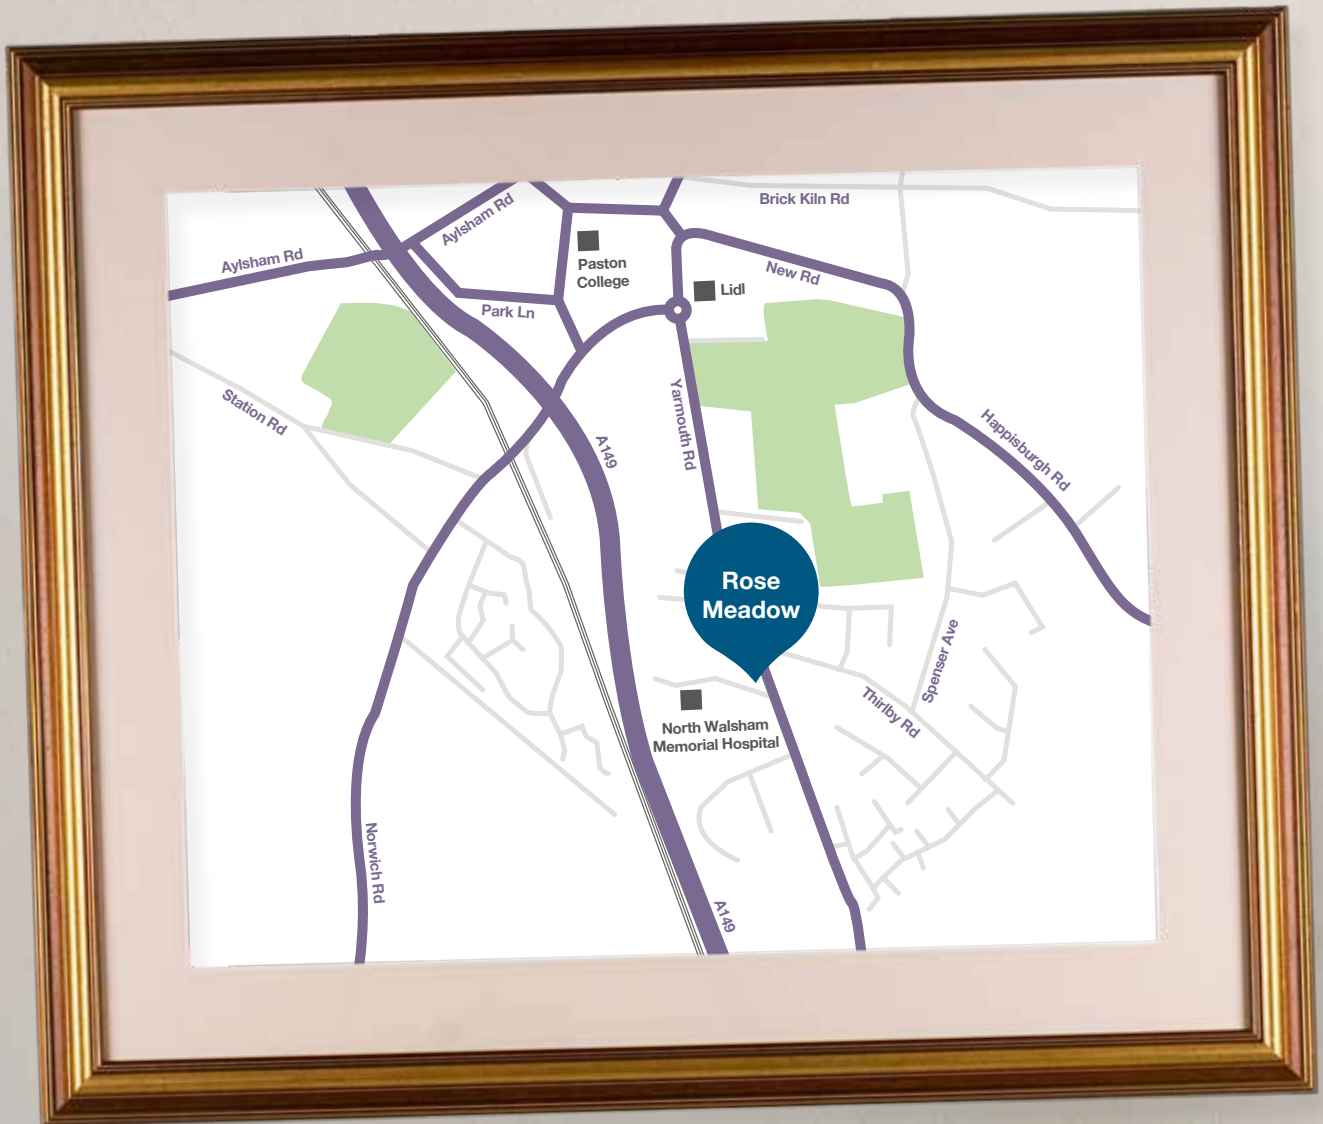 Brick Kiln Rd
Aylsham Rd
Aylsham Rd
Paston
College
New Rd
Lidl
Park Ln
Station Rd
Yarmouth Rd
A149
Happisburgh Rd
Rose
Meadow
Spenser Ave
Thirlby Rd
North Walsham
Memorial Hospital
Norwich Rd
A149